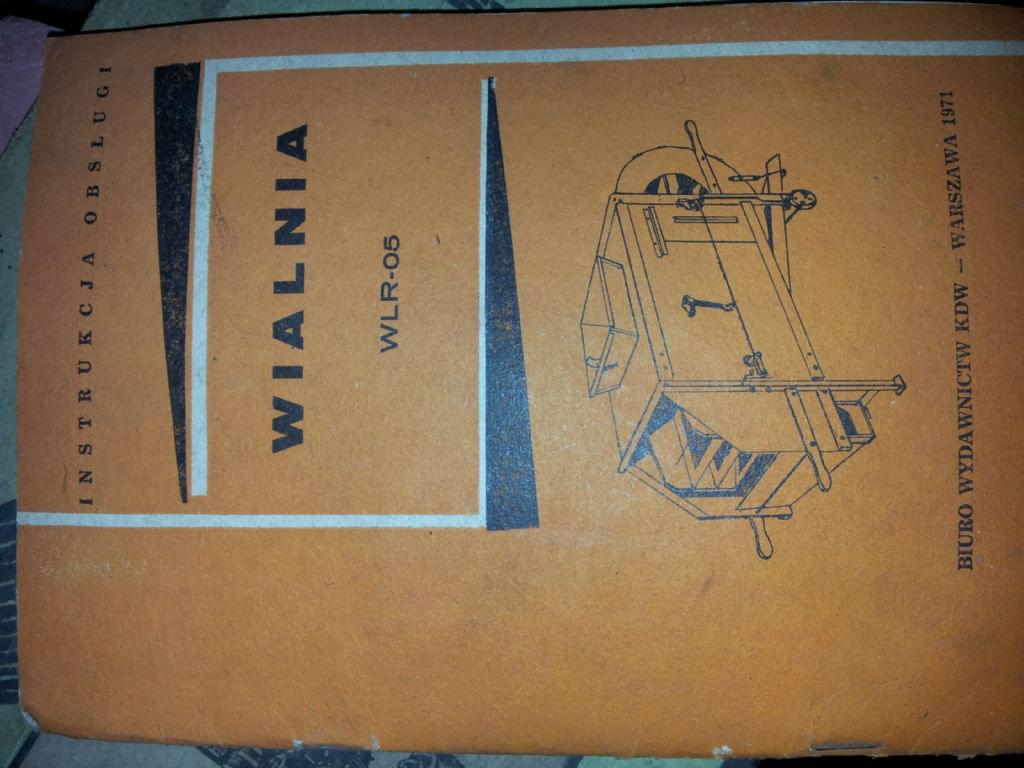 INSTRUKCJA OBSŁUGI
WIALNIA
WLR-05
BIURO WYDAWNICTW KDW — WARSZAWA 1971